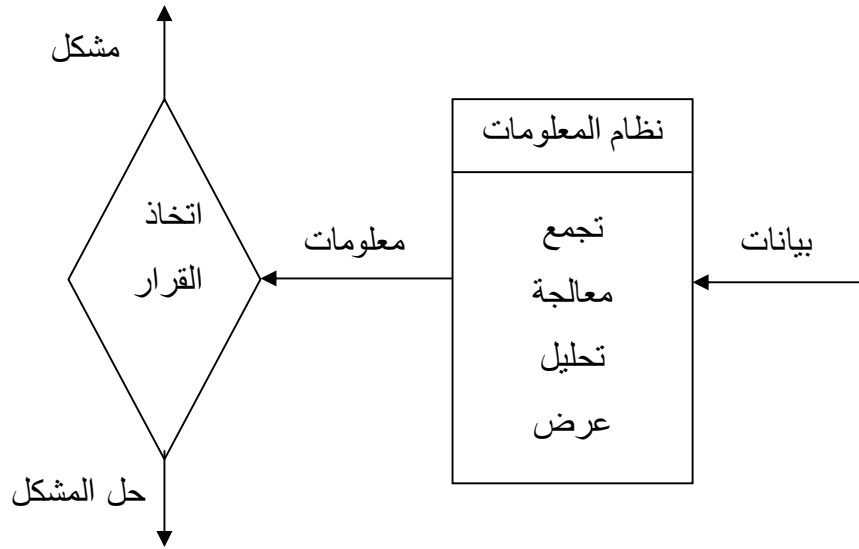 مشكل
نظام المعلومات
اتخاذ
القرار
معلومات
تجمع
معالجة
تحليل
عرض
بيانات
حل المشكل